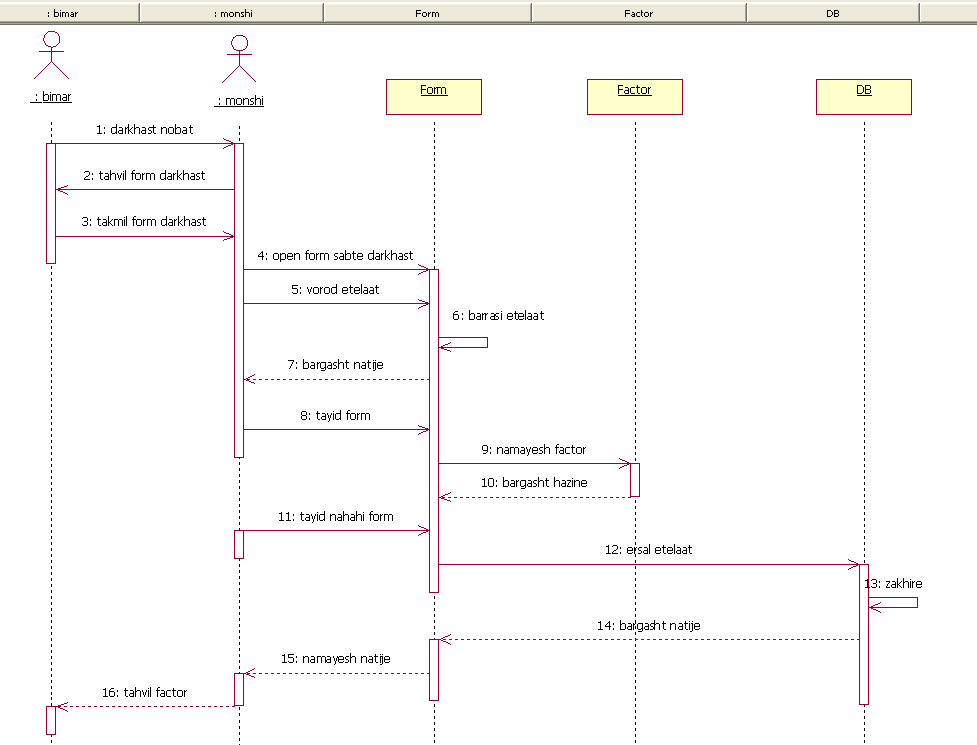 : bimar
: monshi
Form
Factor
DB
: bimar
: monshi
Form
Factor
DB
1: darkhast nobat
2: tahvil form darkhast
3: takmil form darkhast
4: open form sabte darkhast
5: vorod etelaat
6: barrasi etelaat
7: bargasht natije
8: tayid form
9: namayesh factor
10: bargasht hazine
11: tayid nahahi form
12: ersal etelaat
13: zakhire
14: bargasht natije
15: namayesh natije
16: tahvil factor